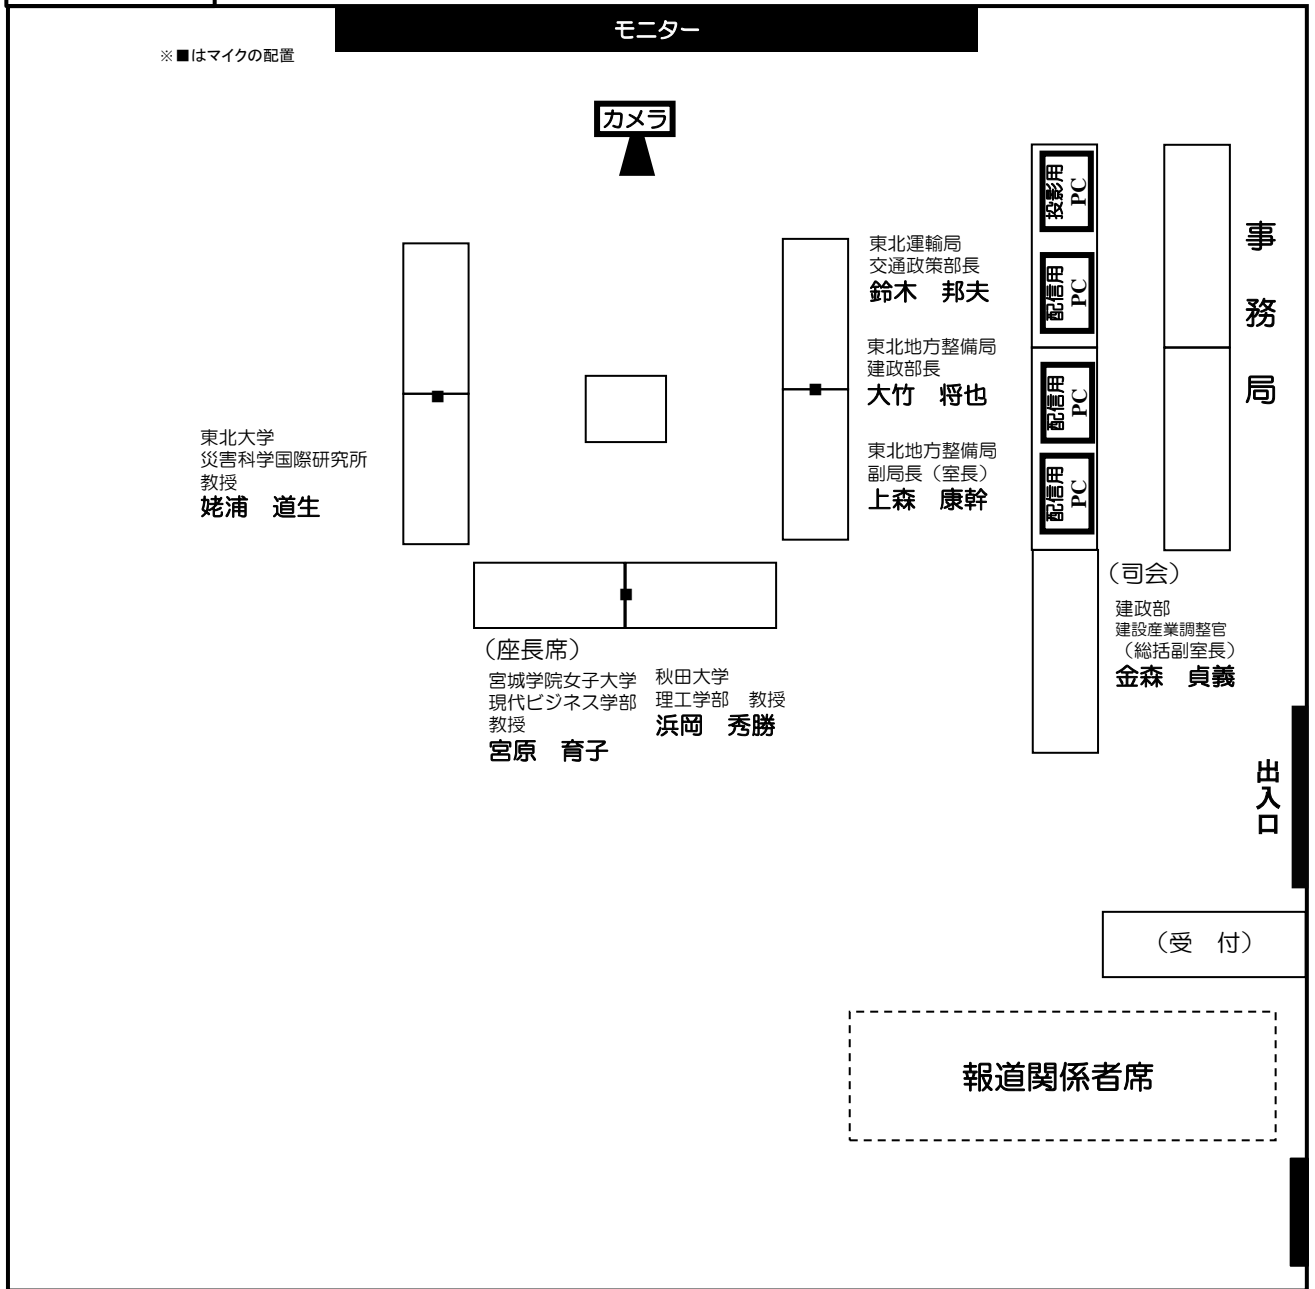 モニター
※■はマイクの配置
カメラ
投影用
PC
配信用
PC
配信用
PC
配信用
PC
事務局
東北運輸局
交通政策部長
鈴木　邦夫
東北地方整備局
建政部長
大竹　将也
東北地方整備局
副局長（室長）
上森　康幹
東北大学
災害科学国際研究所
教授
姥浦　道生
（座長席）
宮城学院女子大学
現代ビジネス学部
教授
宮原　育子
秋田大学
理工学部　教授
浜岡　秀勝
（司会）
建政部
建設産業調整官
（総括副室長）
金森　貞義
出入口
（受　付）
報道関係者席